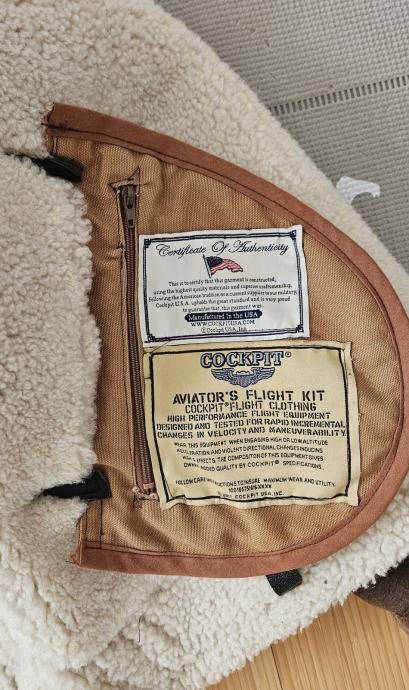 Certificate Of Authenticity
This is to certify that this garment is constructed,
using the highest quality materials and superior craftsmanship.
Following the American tradition, as a current supplier to our military,
Cockpit U.S.A. upholds the great standard and is very proud
to guarantee that this garment was:
Manufactured In the USA
WWW.COCKPITUSA.COM
© Cockpit USA, Inc.
COCKPIT®
AVIATOR'S FLIGHT KIT
COCKPIT® FLIGHT CLOTHING
HIGH PERFORMANCE FLIGHT EQUIPMENT
DESIGNED AND TESTED FOR RAPID INCREMENTAL
CHANGES IN VELOCITY AND MANEUVERABILITY.
WEAR THIS EQUIPMENT WHEN ENGAGING HIGH OR LOW ALTITUDE
ACCELERATION AND VIOLENT DIRECTIONAL CHANGES INDUCING
EFFECTS. THE COMPOSITION OF THIS EQUIPMENT GIVES
ADDED QUALITY BY COCKPIT® SPECIFICATIONS.
FOLLOW CARE INSTRUCTIONS TO INSURE MAXIMUM WEAR AND UTILITY.
COCKPIT USA, INC.